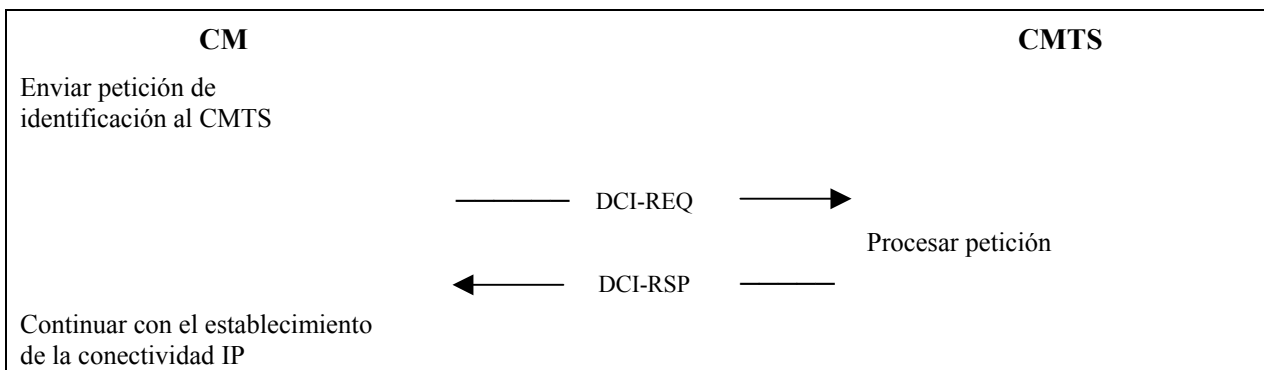 CM
CMTS
Enviar petición de
identificación al CMTS
DCI-REQ
Procesar petición
DCI-RSP
Continuar con el establecimiento
de la conectividad IP